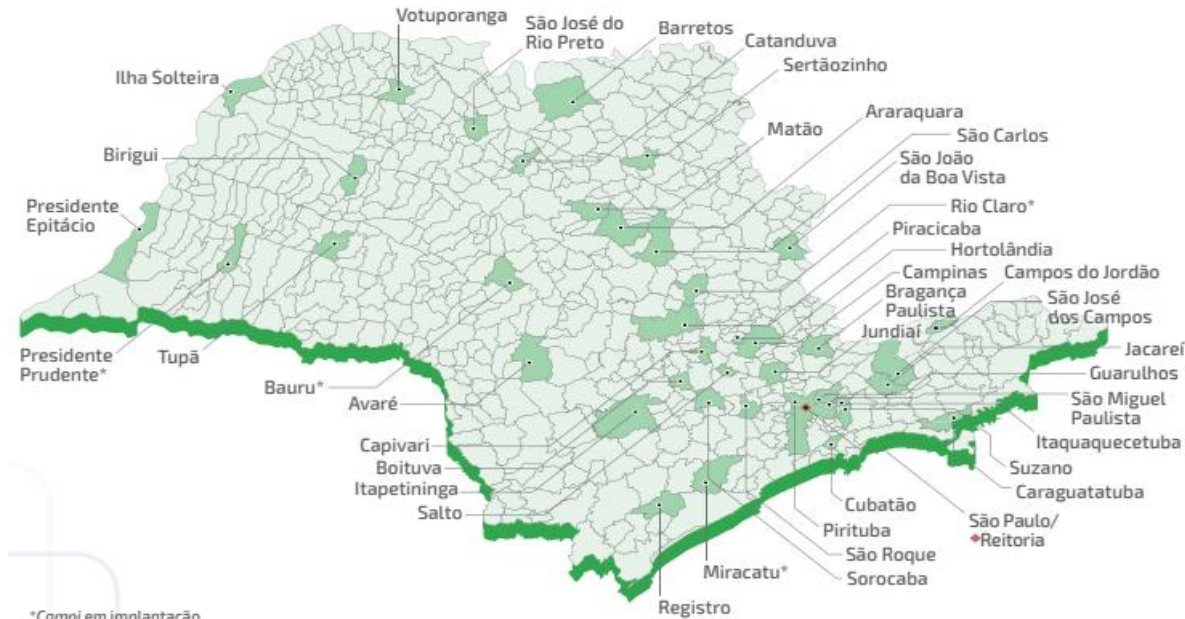 Votuporanga
São José do
Rio Preto
Barretos
Catanduva
Sertãozinho
Ilha Solteira
Araraquara
Matão
São Carlos
São João
da Boa Vista
Birigui
Rio Claro*
Presidente
Epitácio
Piracicaba
Hortolândia
Campinas
Campos do Jordão
Bragança
Paulista
São José
dos Campos
Jundiaí
Jacareí
Presidente
Prudente*
Tupã
Bauru*
Guarulhos
Avaré
São Miguel
Paulista
Itaquaquecetuba
Capivari
Boituva
Itapetininga
Salto
Suzano
Caraguatatuba
Cubatão
São Paulo/
Reitoria
Pirituba
São Roque
Sorocaba
Miracatu*
Registro
*Campi em implantação